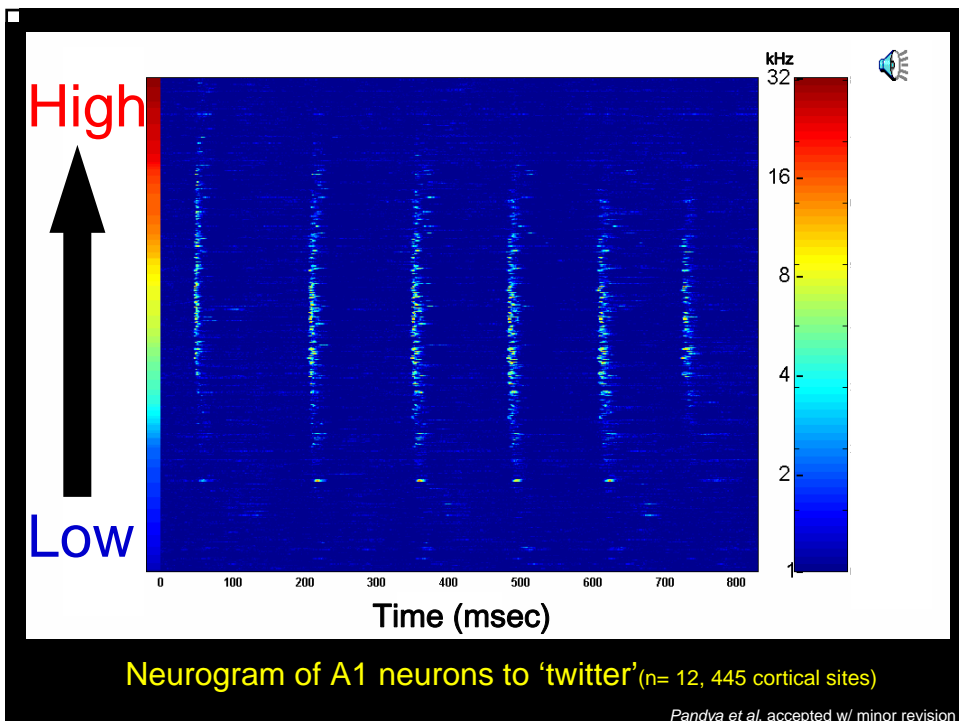 High
Low
kHz
32
16
8
4
2
1
0 100 200 300 400 500 600 700 800
Time (msec)
Neurogram of A1 neurons to ‘twitter’(n= 12, 445 cortical sites)
Pandya et al. accepted w/ minor revision